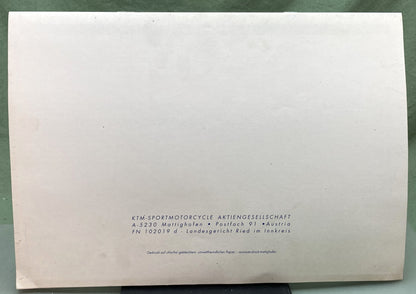 KTM-SPORTMOTORCYCLE AKTIENGESELLSCHAFT
A-5230 Mattighofen • Postfach 91 •Austria
FN 102019 d · Landesgericht Ried im Innkreis
Gedruckt auf chlorfrei gebleichtem, umweltfreundlichem Papier